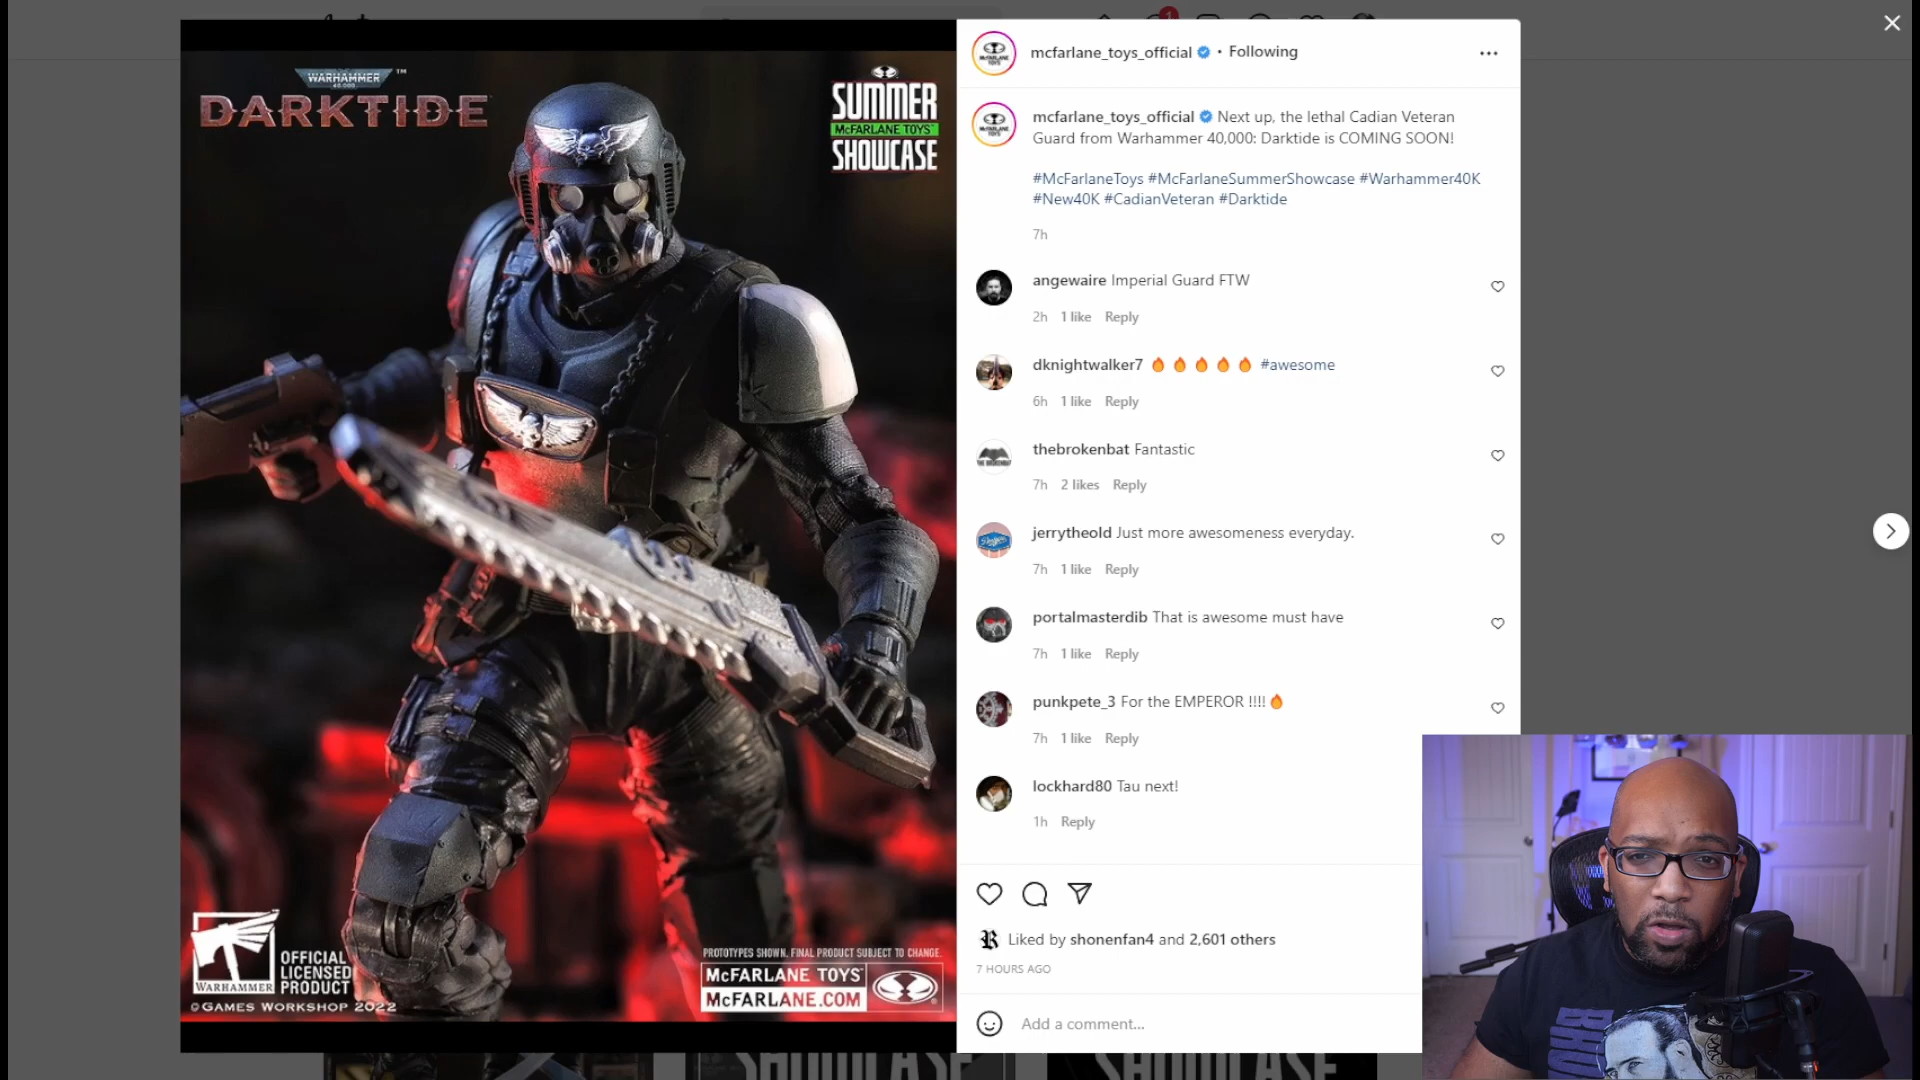 WARHAMMER
40,000
™
DARKTIDE
SUMMER
McFARLANE TOYS
SHOWCASE
OFFICIAL
LICENSED
PRODUCT
WARHAMMER
©GAMES WORKSHOP 2022
PROTOTYPES SHOWN. FINAL PRODUCT SUBJECT TO CHANGE.
McFARLANE TOYS
McFARLANE.COM
mcfarlane_toys_official • Following
mcfarlane_toys_official Next up, the lethal Cadian Veteran
Guard from Warhammer 40,000: Darktide is COMING SOON!
#McFarlaneToys #McFarlaneSummerShowcase #Warhammer40K
#New40K #CadianVeteran #Darktide
7h
angewaire Imperial Guard FTW
2h 1 like Reply
dknightwalker7 🔥🔥🔥🔥🔥 #awesome
6h 1 like Reply
thebrokenbat Fantastic
7h 2 likes Reply
jerrytheold Just more awesomeness everyday.
7h 1 like Reply
portalmasterdib That is awesome must have
7h 1 like Reply
punkpete_3 For the EMPEROR !!!!🔥
7h 1 like Reply
lockhard80 Tau next!
1h Reply
Liked by shonenfan4 and 2,601 others
7 HOURS AGO
Add a comment...